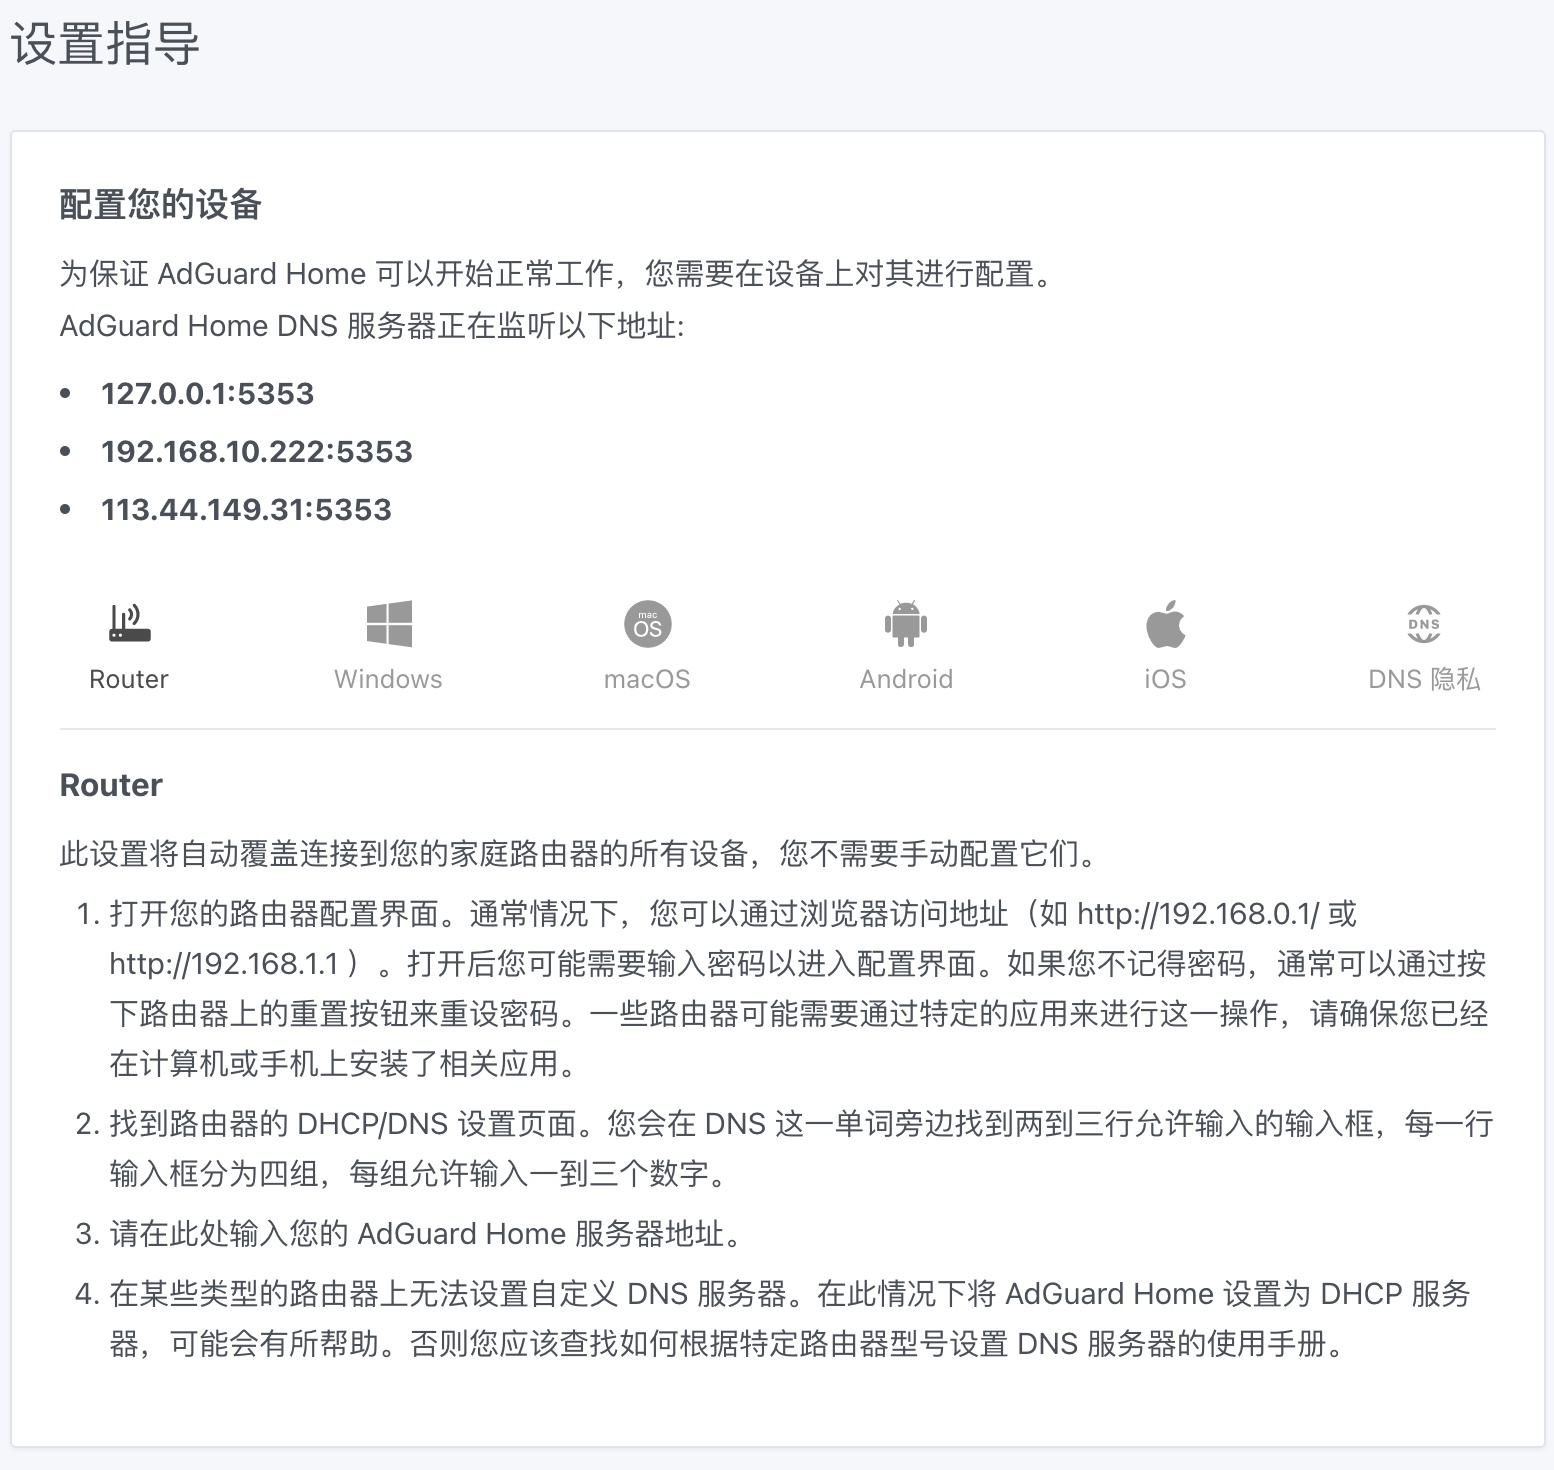 设置指导
配置您的设备
为保证 AdGuard Home 可以开始正常工作，您需要在设备上对其进行配置。
AdGuard Home DNS 服务器正在监听以下地址:
• 127.0.0.1:5353
• 192.168.10.222:5353
• 113.44.149.31:5353
mac
OS
DNS
Router Windows macOS Android iOS DNS 隐私
Router
此设置将自动覆盖连接到您的家庭路由器的所有设备，您不需要手动配置它们。
1. 打开您的路由器配置界面。通常情况下，您可以通过浏览器访问地址（如 http://192.168.0.1/ 或
http://192.168.1.1 ）。打开后您可能需要输入密码以进入配置界面。如果您不记得密码，通常可以通过按
下路由器上的重置按钮来重设密码。一些路由器可能需要通过特定的应用来进行这一操作，请确保您已经
在计算机或手机上安装了相关应用。
2. 找到路由器的 DHCP/DNS 设置页面。您会在 DNS 这一单词旁边找到两到三行允许输入的输入框，每一行
输入框分为四组，每组允许输入一到三个数字。
3. 请在此处输入您的 AdGuard Home 服务器地址。
4. 在某些类型的路由器上无法设置自定义 DNS 服务器。在此情况下将 AdGuard Home 设置为 DHCP 服务
器，可能会有所帮助。否则您应该查找如何根据特定路由器型号设置 DNS 服务器的使用手册。